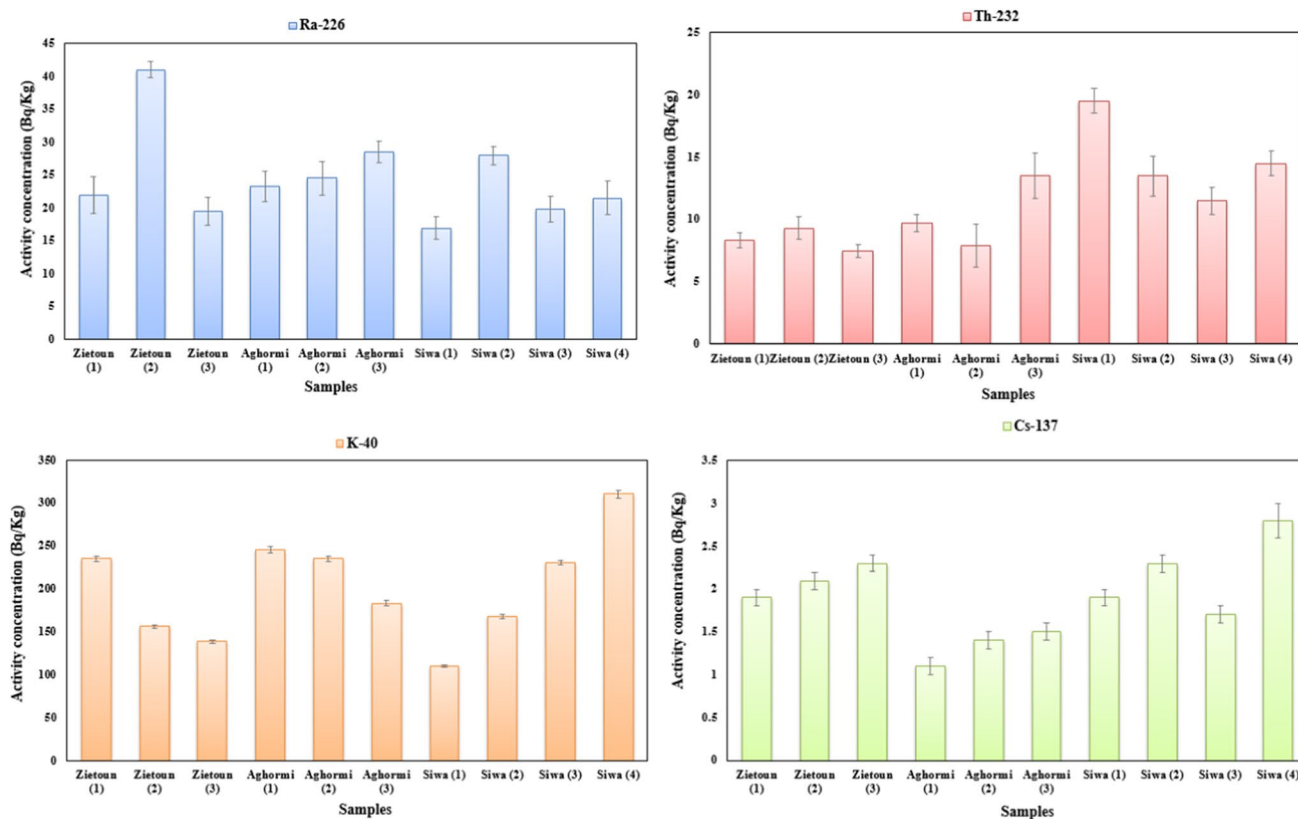 Ra-226
Activity concentration (Bq/Kg)
45
40
35
30
25
20
15
10
5
0
Zietoun (1)
Zietoun (2)
Zietoun (3)
Aghormi (1)
Aghormi (2)
Aghormi (3)
Siwa (1)
Siwa (2)
Siwa (3)
Siwa (4)
Samples
Th-232
Activity concentration (Bq/Kg)
25
20
15
10
5
0
Zietoun (1)
Zietoun (2)
Zietoun (3)
Aghormi (1)
Aghormi (2)
Aghormi (3)
Siwa (1)
Siwa (2)
Siwa (3)
Siwa (4)
Samples
K-40
Activity concentration (Bq/Kg)
350
300
250
200
150
100
50
0
Zietoun (1)
Zietoun (2)
Zietoun (3)
Aghormi (1)
Aghormi (2)
Aghormi (3)
Siwa (1)
Siwa (2)
Siwa (3)
Siwa (4)
Samples
Cs-137
Activity concentration (Bq/Kg)
3.5
3
2.5
2
1.5
1
0.5
0
Zietoun (1)
Zietoun (2)
Zietoun (3)
Aghormi (1)
Aghormi (2)
Aghormi (3)
Siwa (1)
Siwa (2)
Siwa (3)
Siwa (4)
Samples